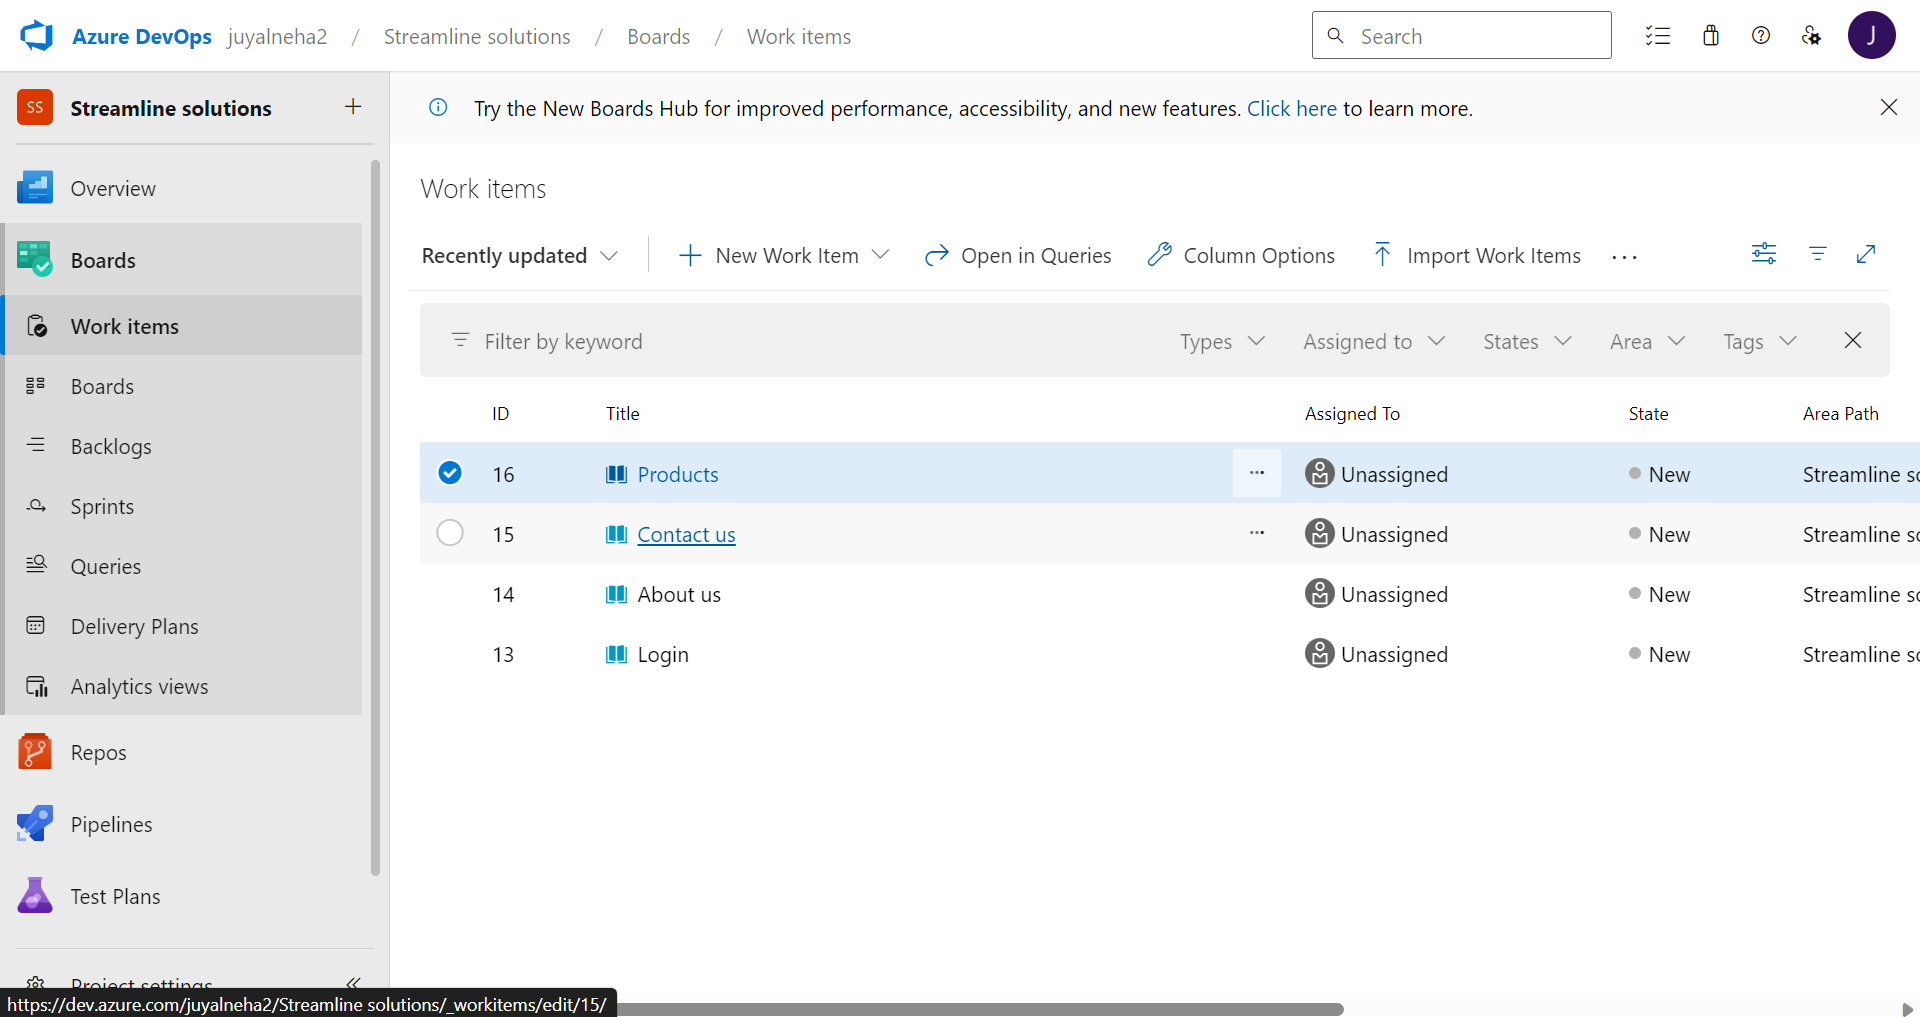 Azure DevOps juyalneha2 / Streamline solutions / Boards / Work items Search J
SS Streamline solutions +
Try the New Boards Hub for improved performance, accessibility, and new features. Click here to learn more.
Overview
Boards
Work items
Boards
Backlogs
Sprints
Queries
Delivery Plans
Analytics views
Repos
Pipelines
Test Plans
Project settings
Work items
Recently updated New Work Item Open in Queries Column Options Import Work Items ...
Filter by keyword Types Assigned to States Area Tags
ID Title Assigned To State Area Path
16 Products ... Unassigned New Streamline so
15 Contact us ... Unassigned New Streamline so
14 About us Unassigned New Streamline so
13 Login Unassigned New Streamline so
https://dev.azure.com/juyalneha2/Streamline solutions/_workitems/edit/15/